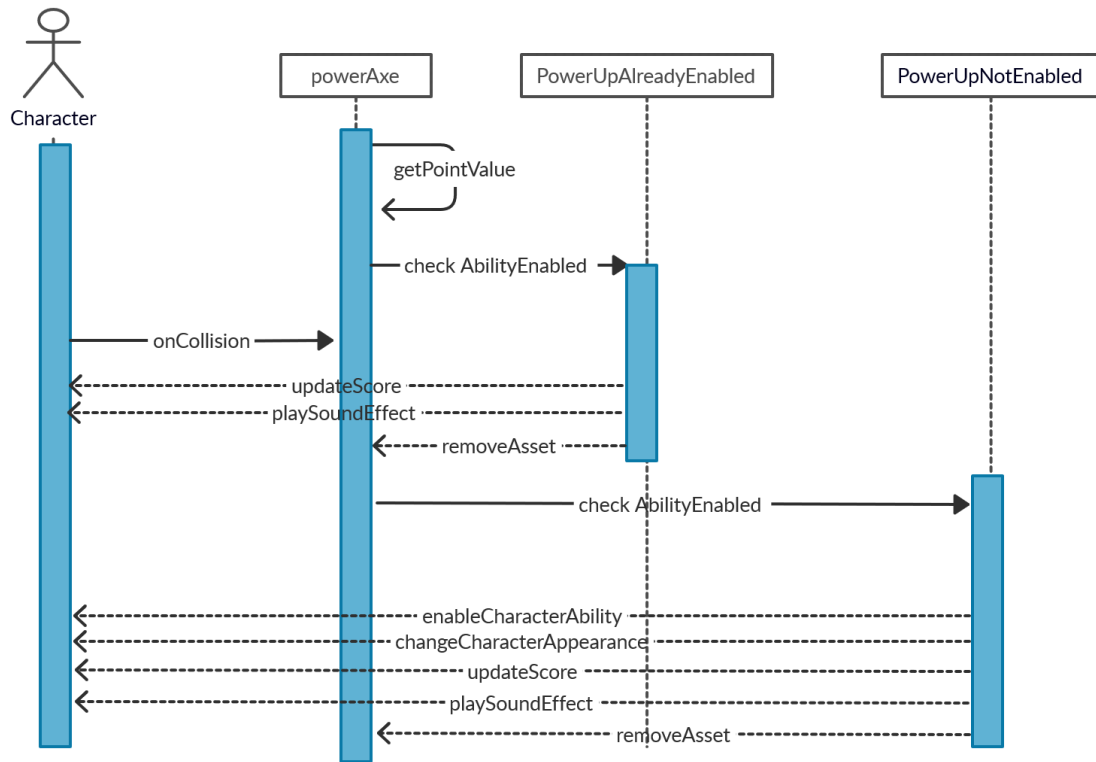 Character
powerAxe
PowerUpAlreadyEnabled
PowerUpNotEnabled
getPointValue
check AbilityEnabled
onCollision
updateScore
playSoundEffect
removeAsset
check AbilityEnabled
enableCharacterAbility
changeCharacterAppearance
updateScore
playSoundEffect
removeAsset